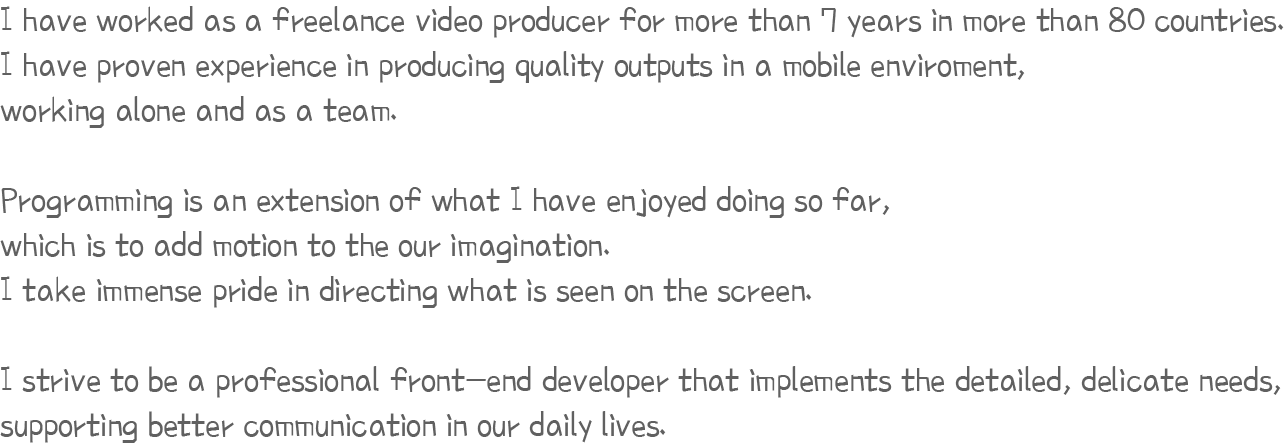 I have worked as a freelance video producer for more than 7 years in more than 80 countries.
I have proven experience in producing quality outputs in a mobile enviroment,
working alone and as a team.
Programming is an extension of what I have enjoyed doing so far,
which is to add motion to the our imagination.
I take immense pride in directing what is seen on the screen.
I strive to be a professional front-end developer that implements the detailed, delicate needs,
supporting better communication in our daily lives.